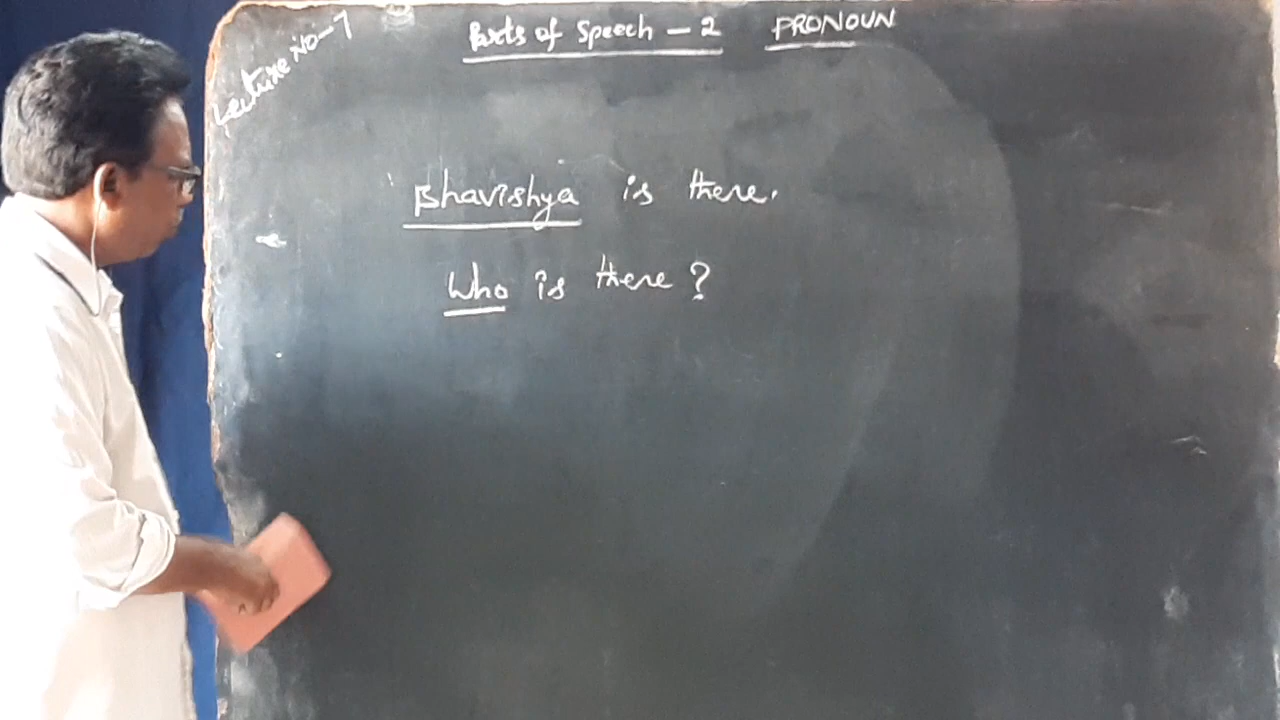 Lecture No-7
Parts of Speech - 2 PRONOUN
Bhavishya is there.
Who is there?